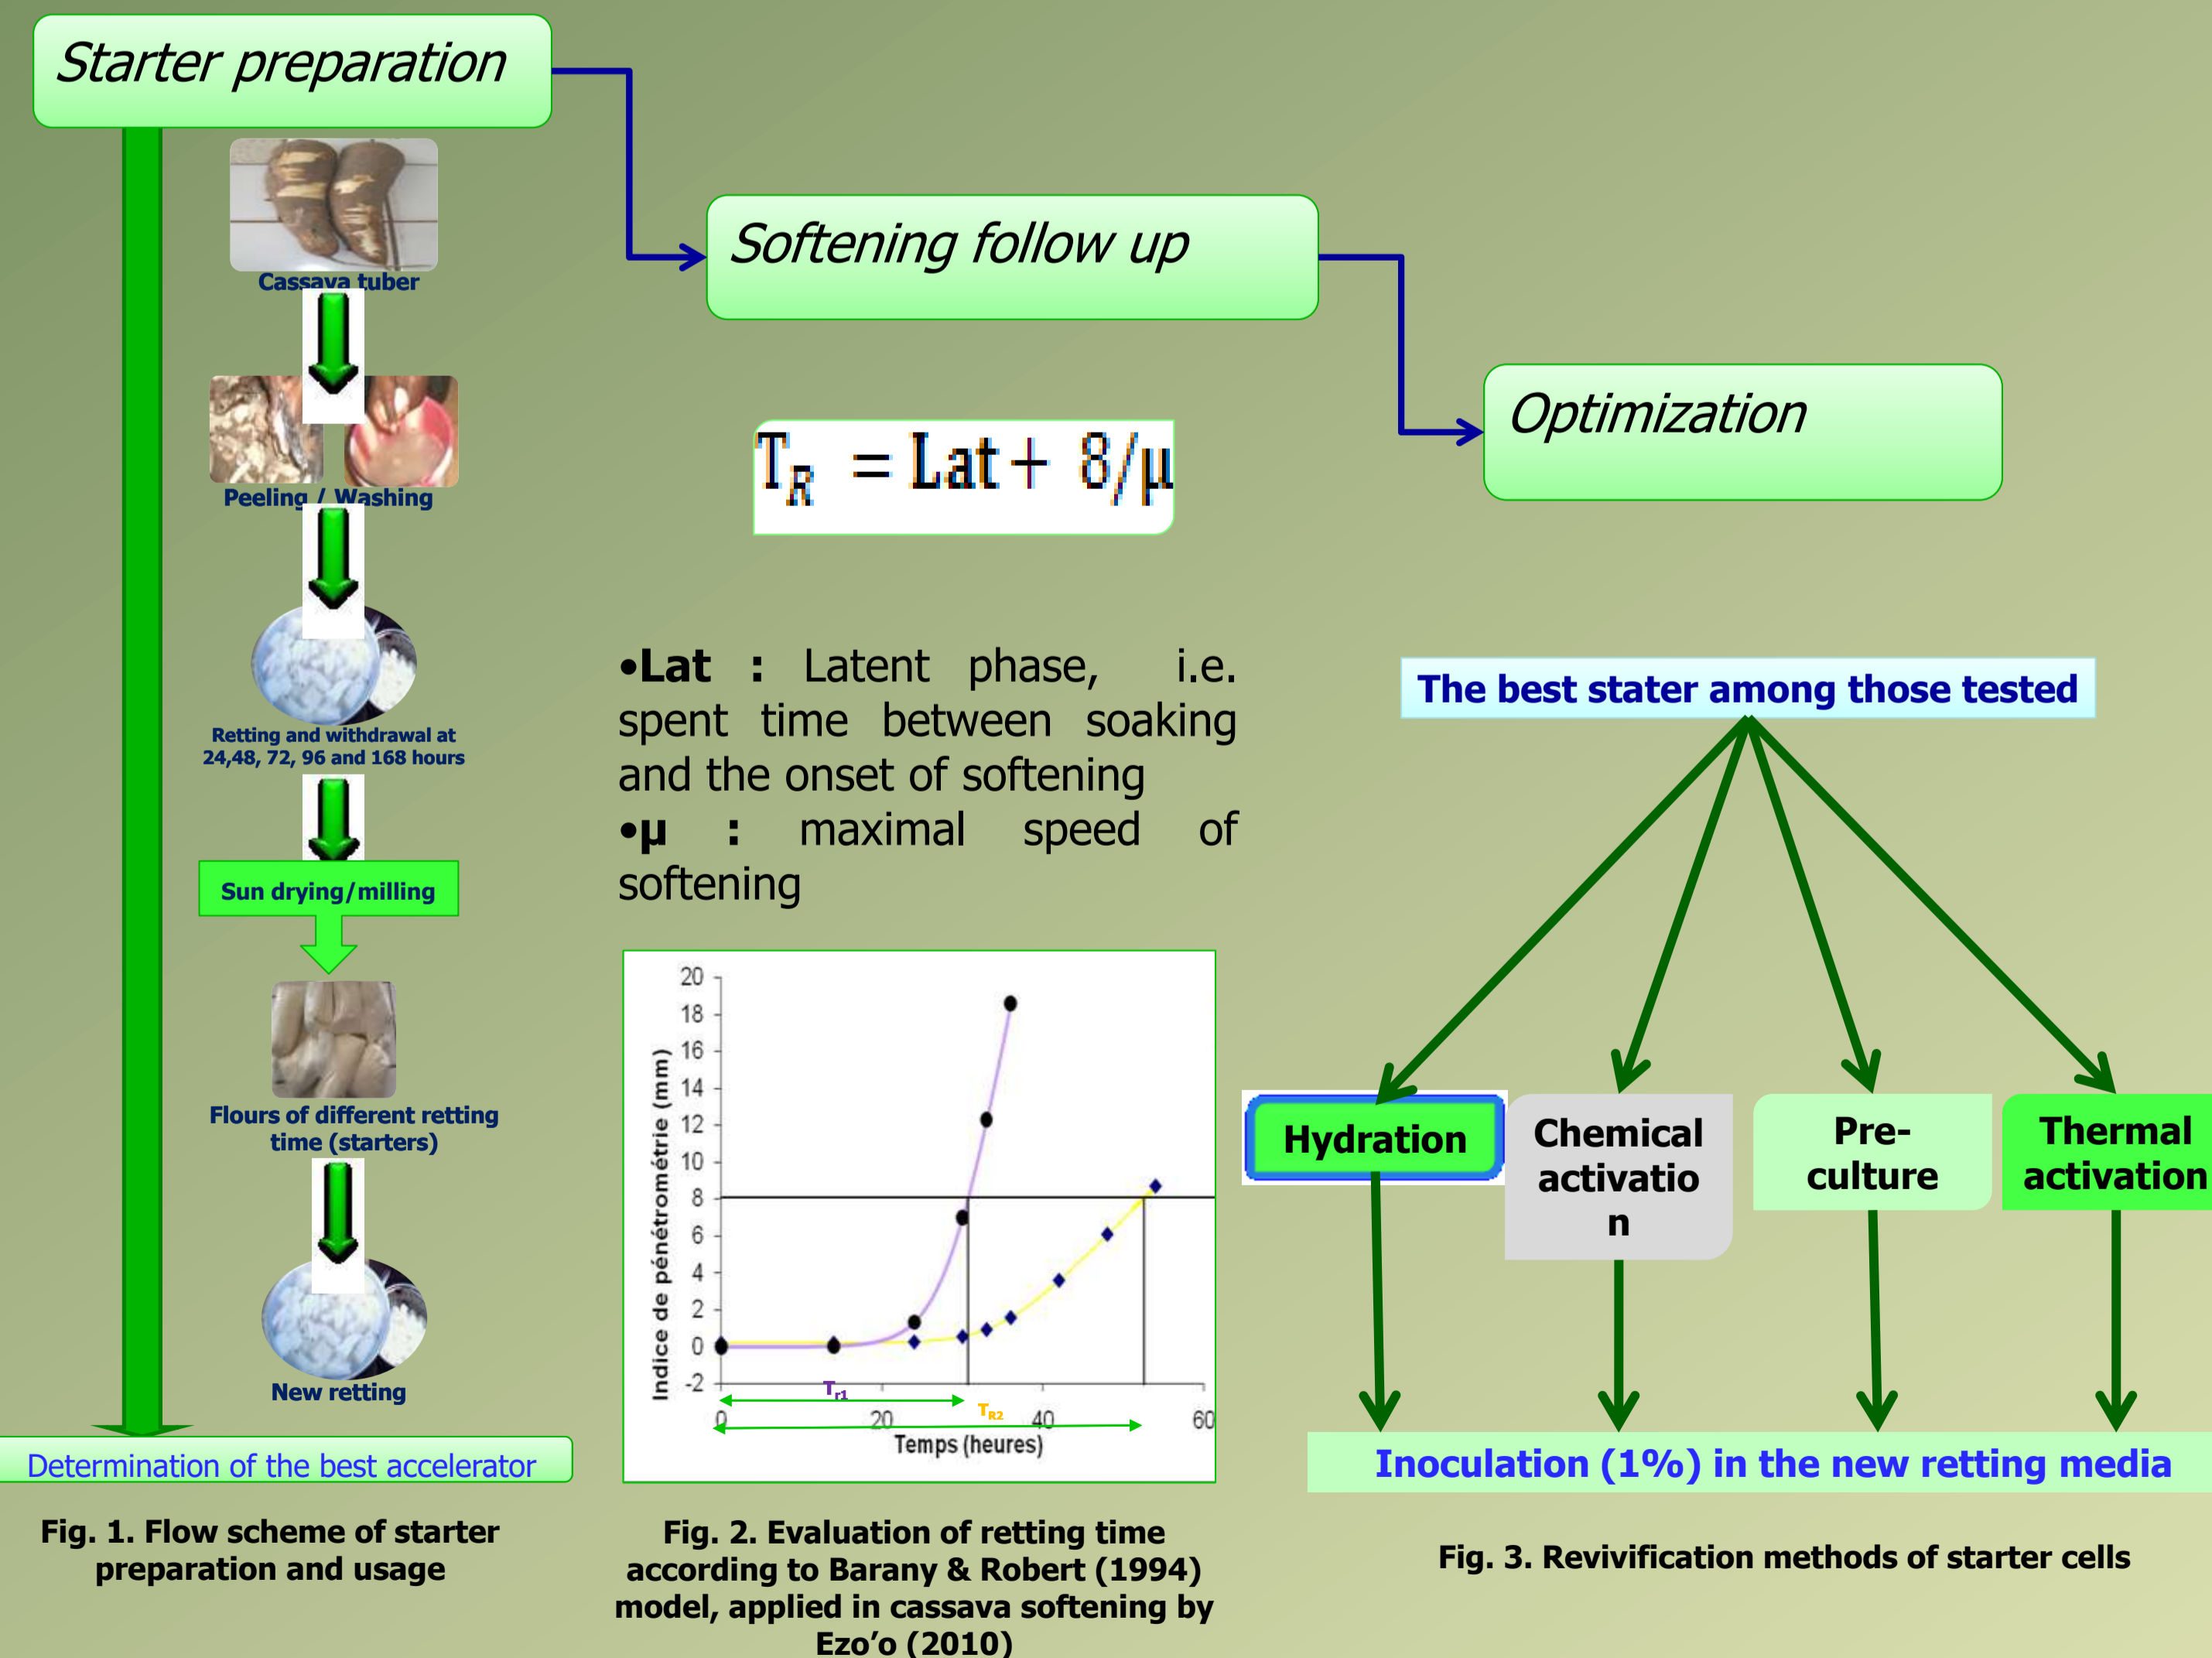 Starter preparation
Cassava tuber
Peeling / Washing
Retting and withdrawal at
24,48, 72, 96 and 168 hours
Sun drying/milling
Flours of different retting
time (starters)
New retting
Determination of the best accelerator
Fig. 1. Flow scheme of starter
preparation and usage
Softening follow up
T_R = Lat + 8/μ
•Lat : Latent phase, i.e.
spent time between soaking
and the onset of softening
•μ : maximal speed of
softening
Indice de pénétrométrie (mm)
20
18
16
14
12
10
8
6
4
2
0
-2
Tr1
TR2
0 20 40 60
Temps (heures)
Fig. 2. Evaluation of retting time
according to Barany & Robert (1994)
model, applied in cassava softening by
Ezo’o (2010)
Optimization
The best stater among those tested
Hydration
Chemical
activatio
n
Pre-
culture
Thermal
activation
Inoculation (1%) in the new retting media
Fig. 3. Revivification methods of starter cells